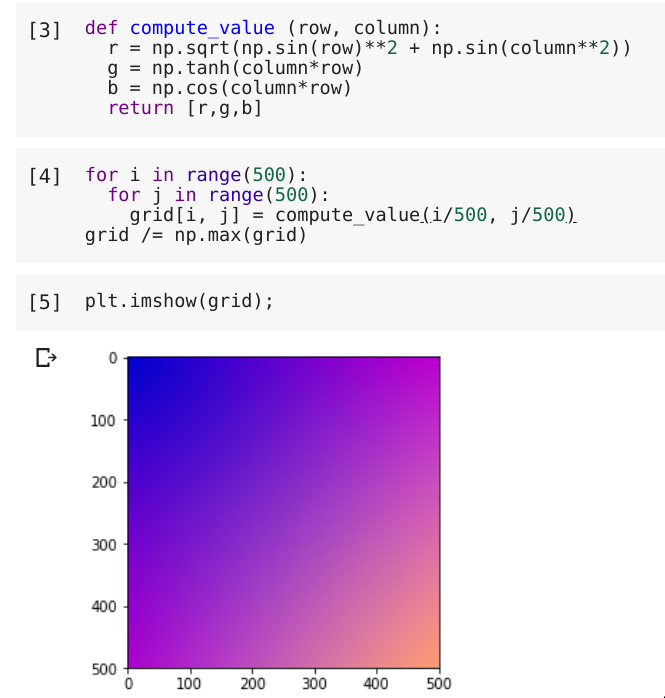 [3] def compute_value (row, column):
r = np.sqrt(np.sin(row)**2 + np.sin(column**2))
g = np.tanh(column*row)
b = np.cos(column*row)
return [r,g,b]
[4] for i in range(500):
for j in range(500):
grid[i, j] = compute_value(i/500, j/500)
grid /= np.max(grid)
[5] plt.imshow(grid);
0
100
200
300
400
500
0 100 200 300 400 500